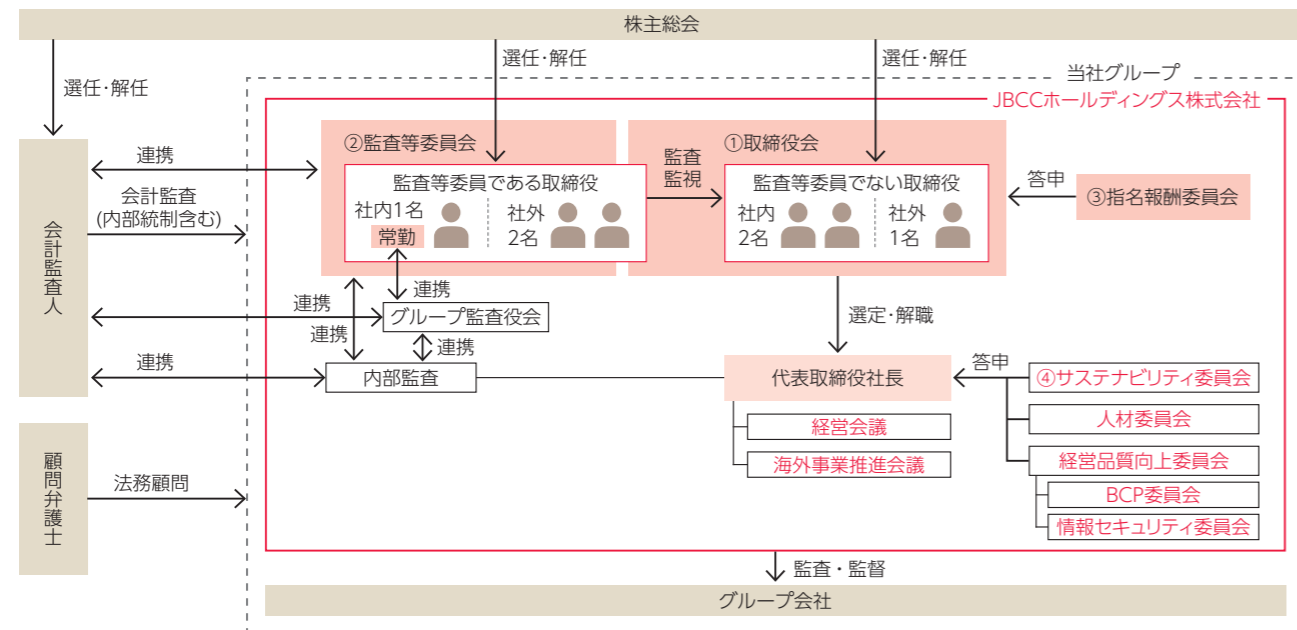 株主総会
選任・解任
選任・解任
選任・解任
当社グループ
JBCCホールディングス株式会社
会計監査人
連携
会計監査
(内部統制含む)
②監査等委員会
監査等委員である取締役
社内1名
常勤
社外
2名
監査
監視
①取締役会
監査等委員でない取締役
社内
2名
社外
1名
答申
③指名報酬委員会
連携
連携
連携
グループ監査役会
連携
連携
内部監査
選定・解職
代表取締役社長
経営会議
海外事業推進会議
答申
④サステナビリティ委員会
人材委員会
経営品質向上委員会
BCP委員会
情報セキュリティ委員会
顧問弁護士
法務顧問
監査・監督
グループ会社